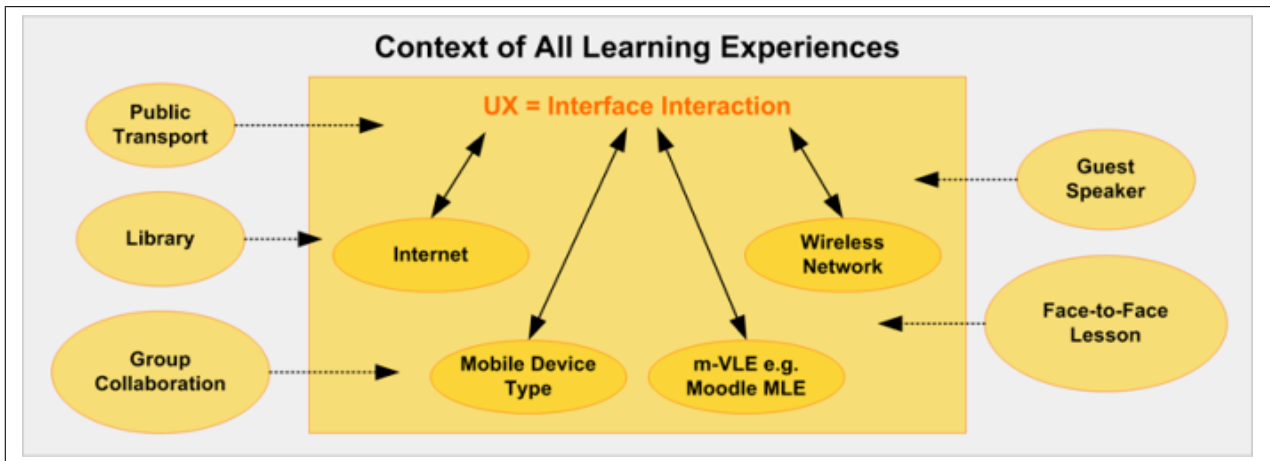 Context of All Learning Experiences
UX = Interface Interaction
Public
Transport
Library
Group
Collaboration
Internet
Mobile Device
Type
m-VLE e.g.
Moodle MLE
Wireless
Network
Guest
Speaker
Face-to-Face
Lesson